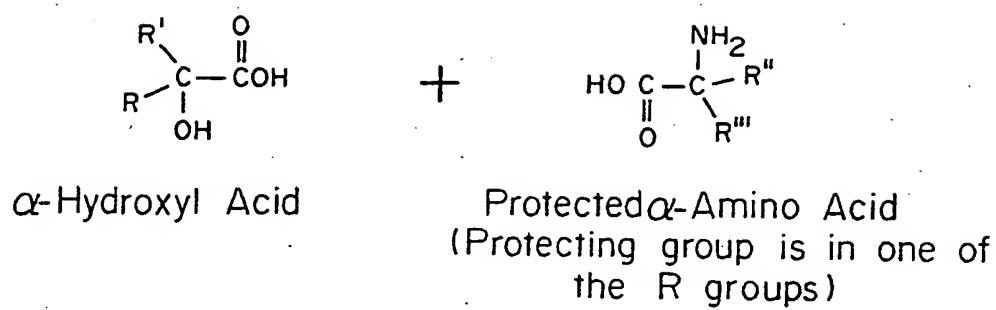 R' O
C—COH
R
OH
+
NH2
HO C—C—R"
O R'''
α-Hydroxyl Acid
Protected α-Amino Acid
(Protecting group is in one of
the R groups)